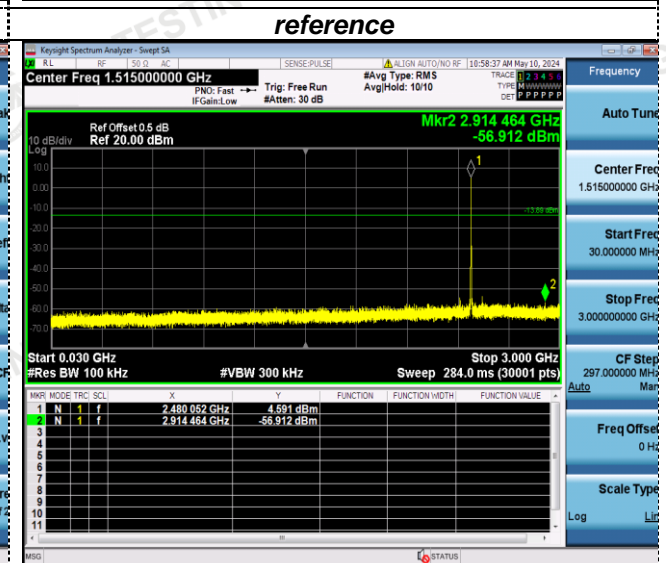 reference
Keysight Spectrum Analyzer - Swept SA
RL RF 50 Ω AC SENSE:PULSE ALIGN AUTO/NO RF 10:58:37 AM May 10, 2024
Center Freq 1.515000000 GHz
PNO: Fast
IFGain:Low
Trig: Free Run
#Atten: 30 dB
#Avg Type: RMS
Avg|Hold: 10/10
TRACE 1 2 3 4 5 6
TYPE M W W W W W
DET P P P P P P
Frequency
Auto Tune
Center Freq
1.515000000 GHz
Start Freq
30.000000 MHz
Stop Freq
3.000000000 GHz
CF Step
297.000000 MHz
Auto Man
Freq Offset
0 Hz
Scale Type
Log Lin
10 dB/div
Log
Ref Offset 0.5 dB
Ref 20.00 dBm
Mkr2 2.914 464 GHz
-56.912 dBm
10.0
0.00
-10.0
-20.0
-30.0
-40.0
-50.0
-60.0
-70.0
1
-13.69 dBm
2
Start 0.030 GHz Stop 3.000 GHz
#Res BW 100 kHz #VBW 300 kHz Sweep 284.0 ms (30001 pts)
MKR MODE TRC SCL X Y FUNCTION FUNCTION WIDTH FUNCTION VALUE
1 N 1 f 2.480 052 GHz 4.591 dBm
2 N 1 f 2.914 464 GHz -56.912 dBm
3
4
5
6
7
8
9
10
11
MSG STATUS